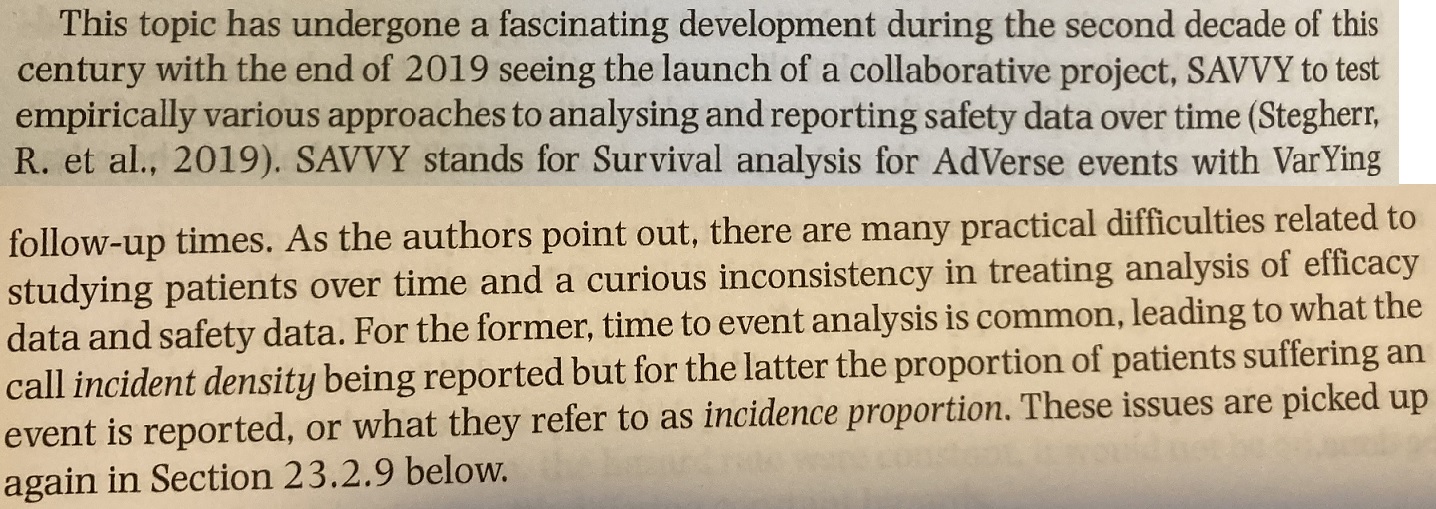 This topic has undergone a fascinating development during the second decade of this
century with the end of 2019 seeing the launch of a collaborative project, SAVVY to test
empirically various approaches to analysing and reporting safety data over time (Stegherr,
R. et al., 2019). SAVVY stands for Survival analysis for AdVerse events with VarYing
follow-up times. As the authors point out, there are many practical difficulties related to
studying patients over time and a curious inconsistency in treating analysis of efficacy
data and safety data. For the former, time to event analysis is common, leading to what the
call incident density being reported but for the latter the proportion of patients suffering an
event is reported, or what they refer to as incidence proportion. These issues are picked up
again in Section 23.2.9 below.